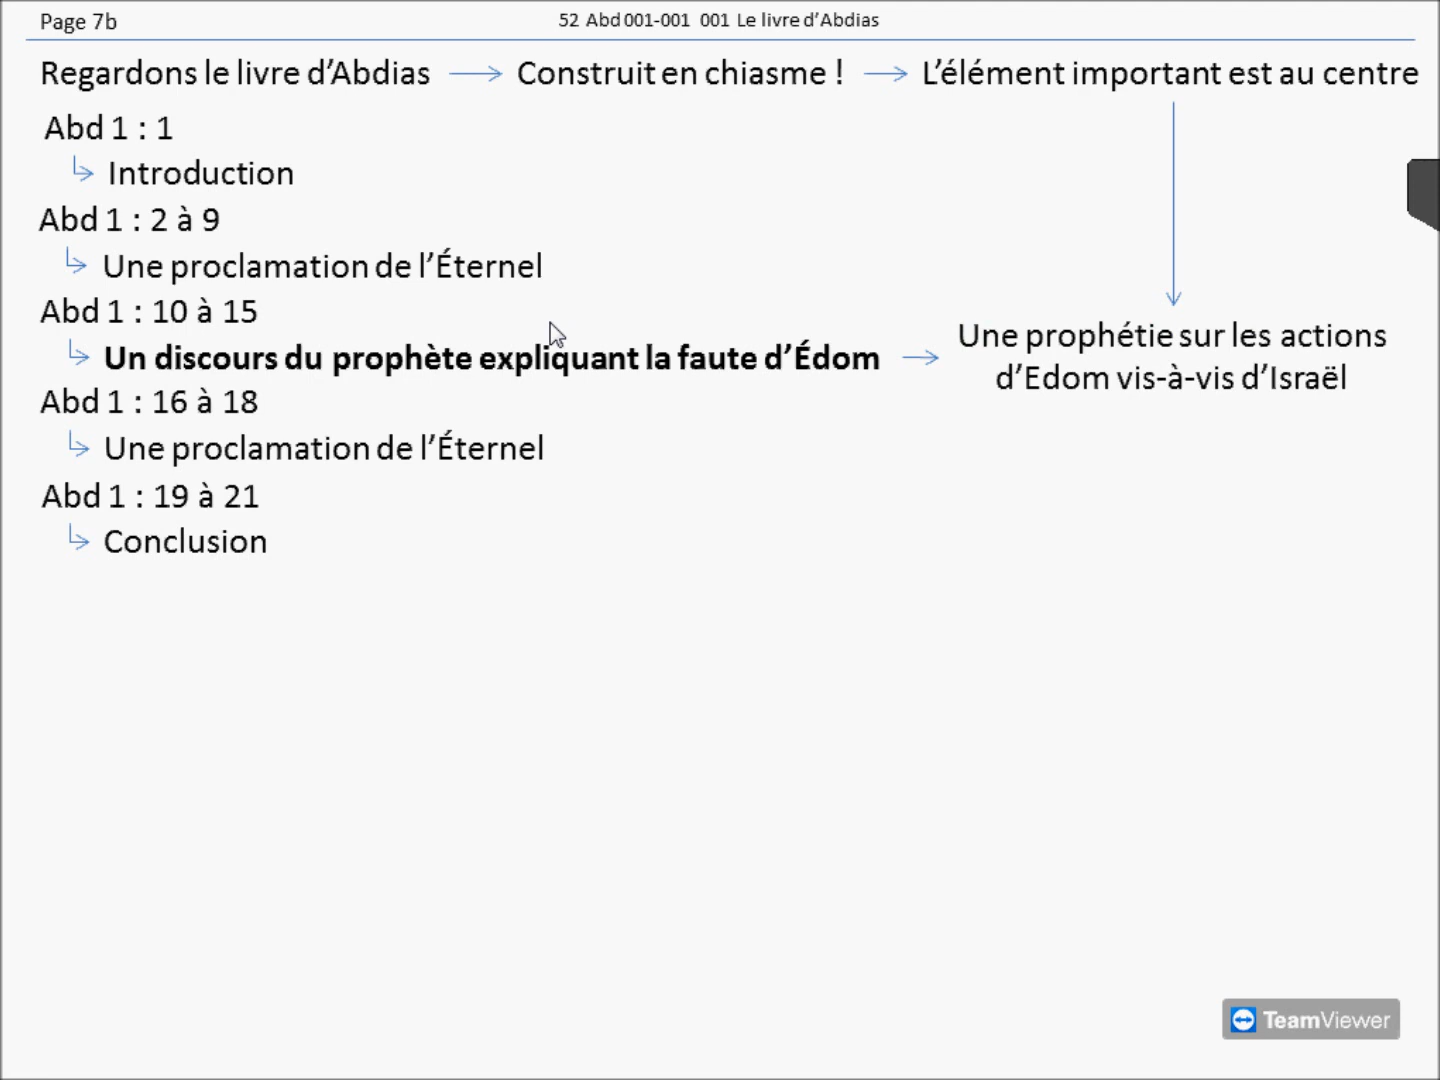 Page 7b
52 Abd 001-001 001 Le livre d’Abdias
Regardons le livre d’Abdias → Construit en chiasme ! → L’élément important est au centre
Abd 1 : 1
Introduction
Abd 1 : 2 à 9
Une proclamation de l’Éternel
Abd 1 : 10 à 15
Un discours du prophète expliquant la faute d’Édom →
Une prophétie sur les actions
d’Edom vis-à-vis d’Israël
Abd 1 : 16 à 18
Une proclamation de l’Éternel
Abd 1 : 19 à 21
Conclusion
TeamViewer